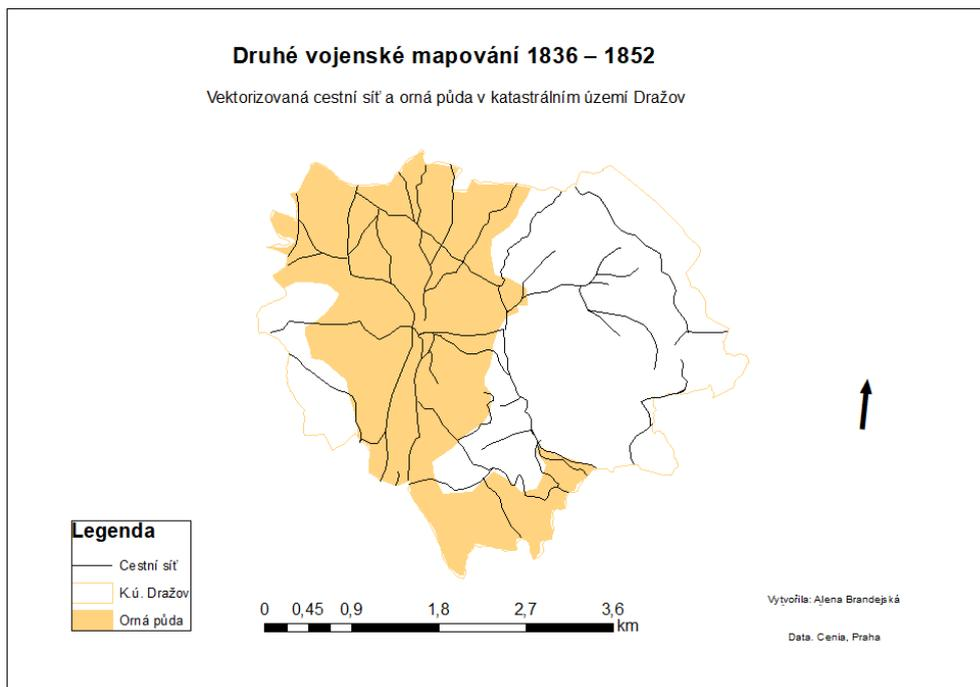 Druhé vojenské mapování 1836 – 1852
Vektorizovaná cestní síť a orná půda v katastrálním území Dražov
Legenda
Cestní síť
K.ú. Dražov
Orná půda
0 0,45 0,9 1,8 2,7 3,6
km
Vytvořila: Alena Brandejská
Data. Cenia, Praha